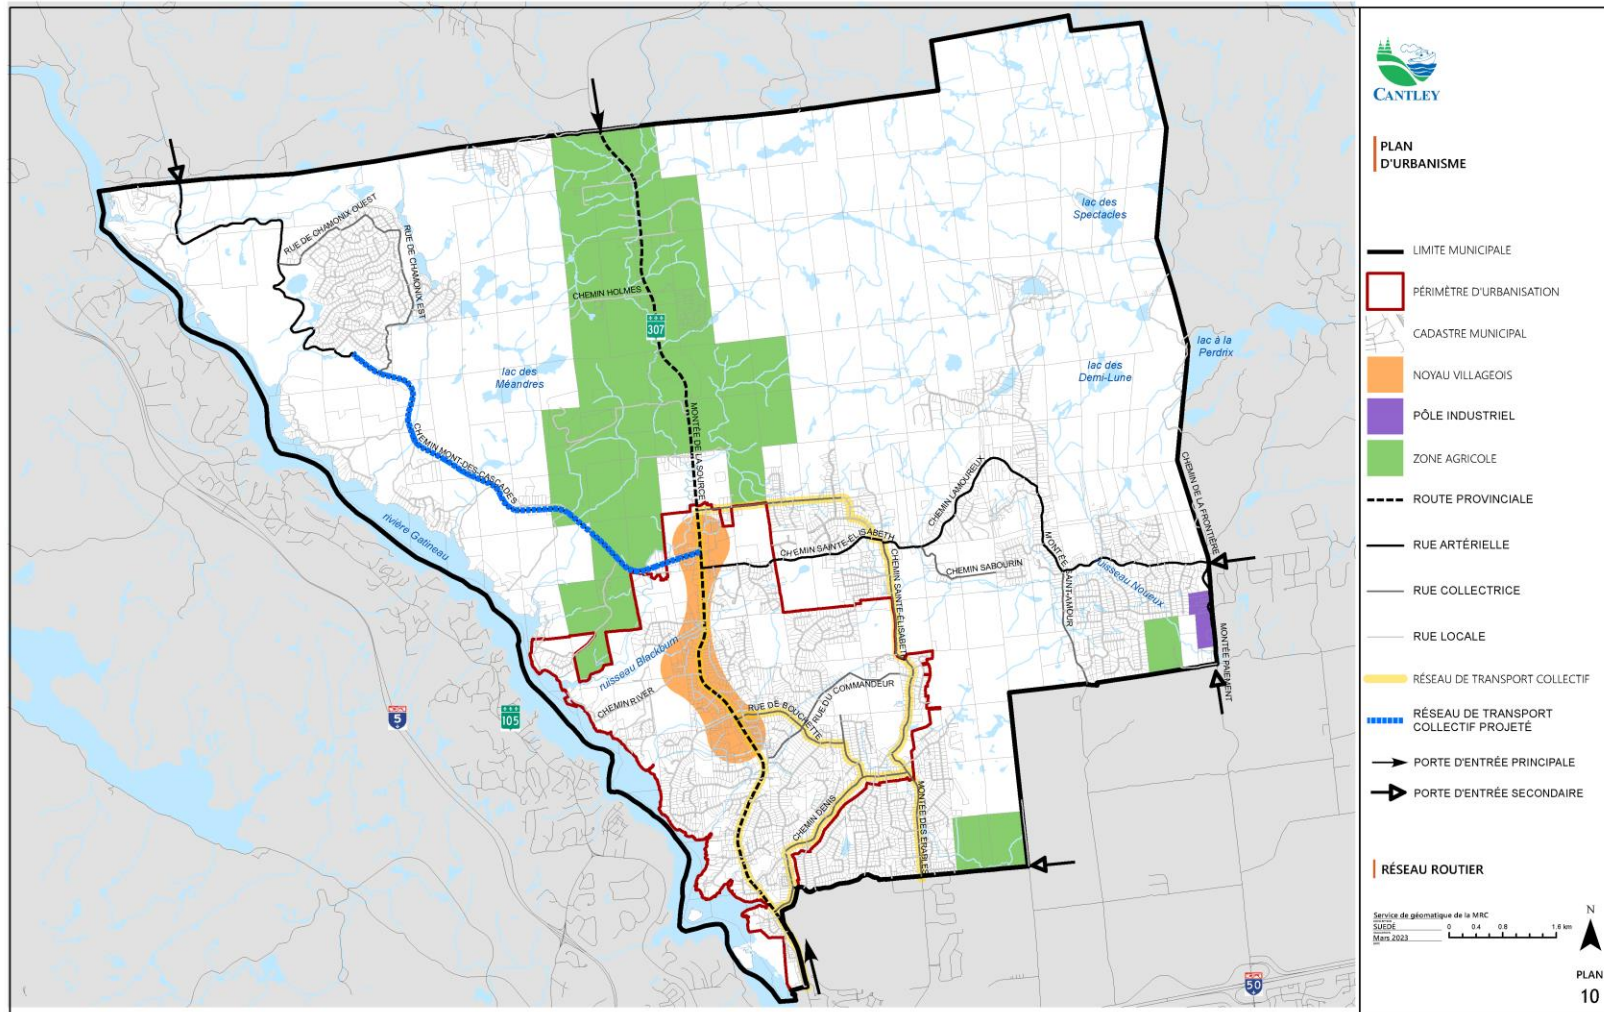 CANTLEY
PLAN
D'URBANISME
LIMITE MUNICIPALE
PÉRIMÈTRE D'URBANISATION
CADASTRE MUNICIPAL
NOYAU VILLAGEOIS
PÔLE INDUSTRIEL
ZONE AGRICOLE
ROUTE PROVINCIALE
RUE ARTÉRIELLE
RUE COLLECTRICE
RUE LOCALE
RÉSEAU DE TRANSPORT COLLECTIF
RÉSEAU DE TRANSPORT
COLLECTIF PROJETÉ
PORTE D'ENTRÉE PRINCIPALE
PORTE D'ENTRÉE SECONDAIRE
RÉSEAU ROUTIER
Service de géomatique de la MRC
SUEDE
Mars 2023
0 0.4 0.8 1.6 km
N
PLAN
10
RUE DE CHAMONIX OUEST
RUE DE CHAMONIX EST
CHEMIN HOLMES
307
lac des
Spectacles
lac à la
Perdrix
lac des
Demi-Lune
lac des
Méandres
MONTÉE DE LA SOURCE
CHEMIN MONT-DES-CASCADES
rivière Gatineau
CHEMIN LAMOUREUX
CHEMIN DE LA FRONTIÈRE
CHEMIN SAINTE-ÉLISABETH
CHEMIN SAINTE-ÉLISABETH
CHEMIN SABOURIN
MONTÉE SAINT-AMOUR
ruisseau Noueux
MONTÉE PAIEMENT
ruisseau Blackburn
CHEMIN RIVER
RUE DU COMMANDEUR
RUE DE BOUCHETTE
5
105
CHEMIN DENIS
MONTÉE DES ÉRABLES
50